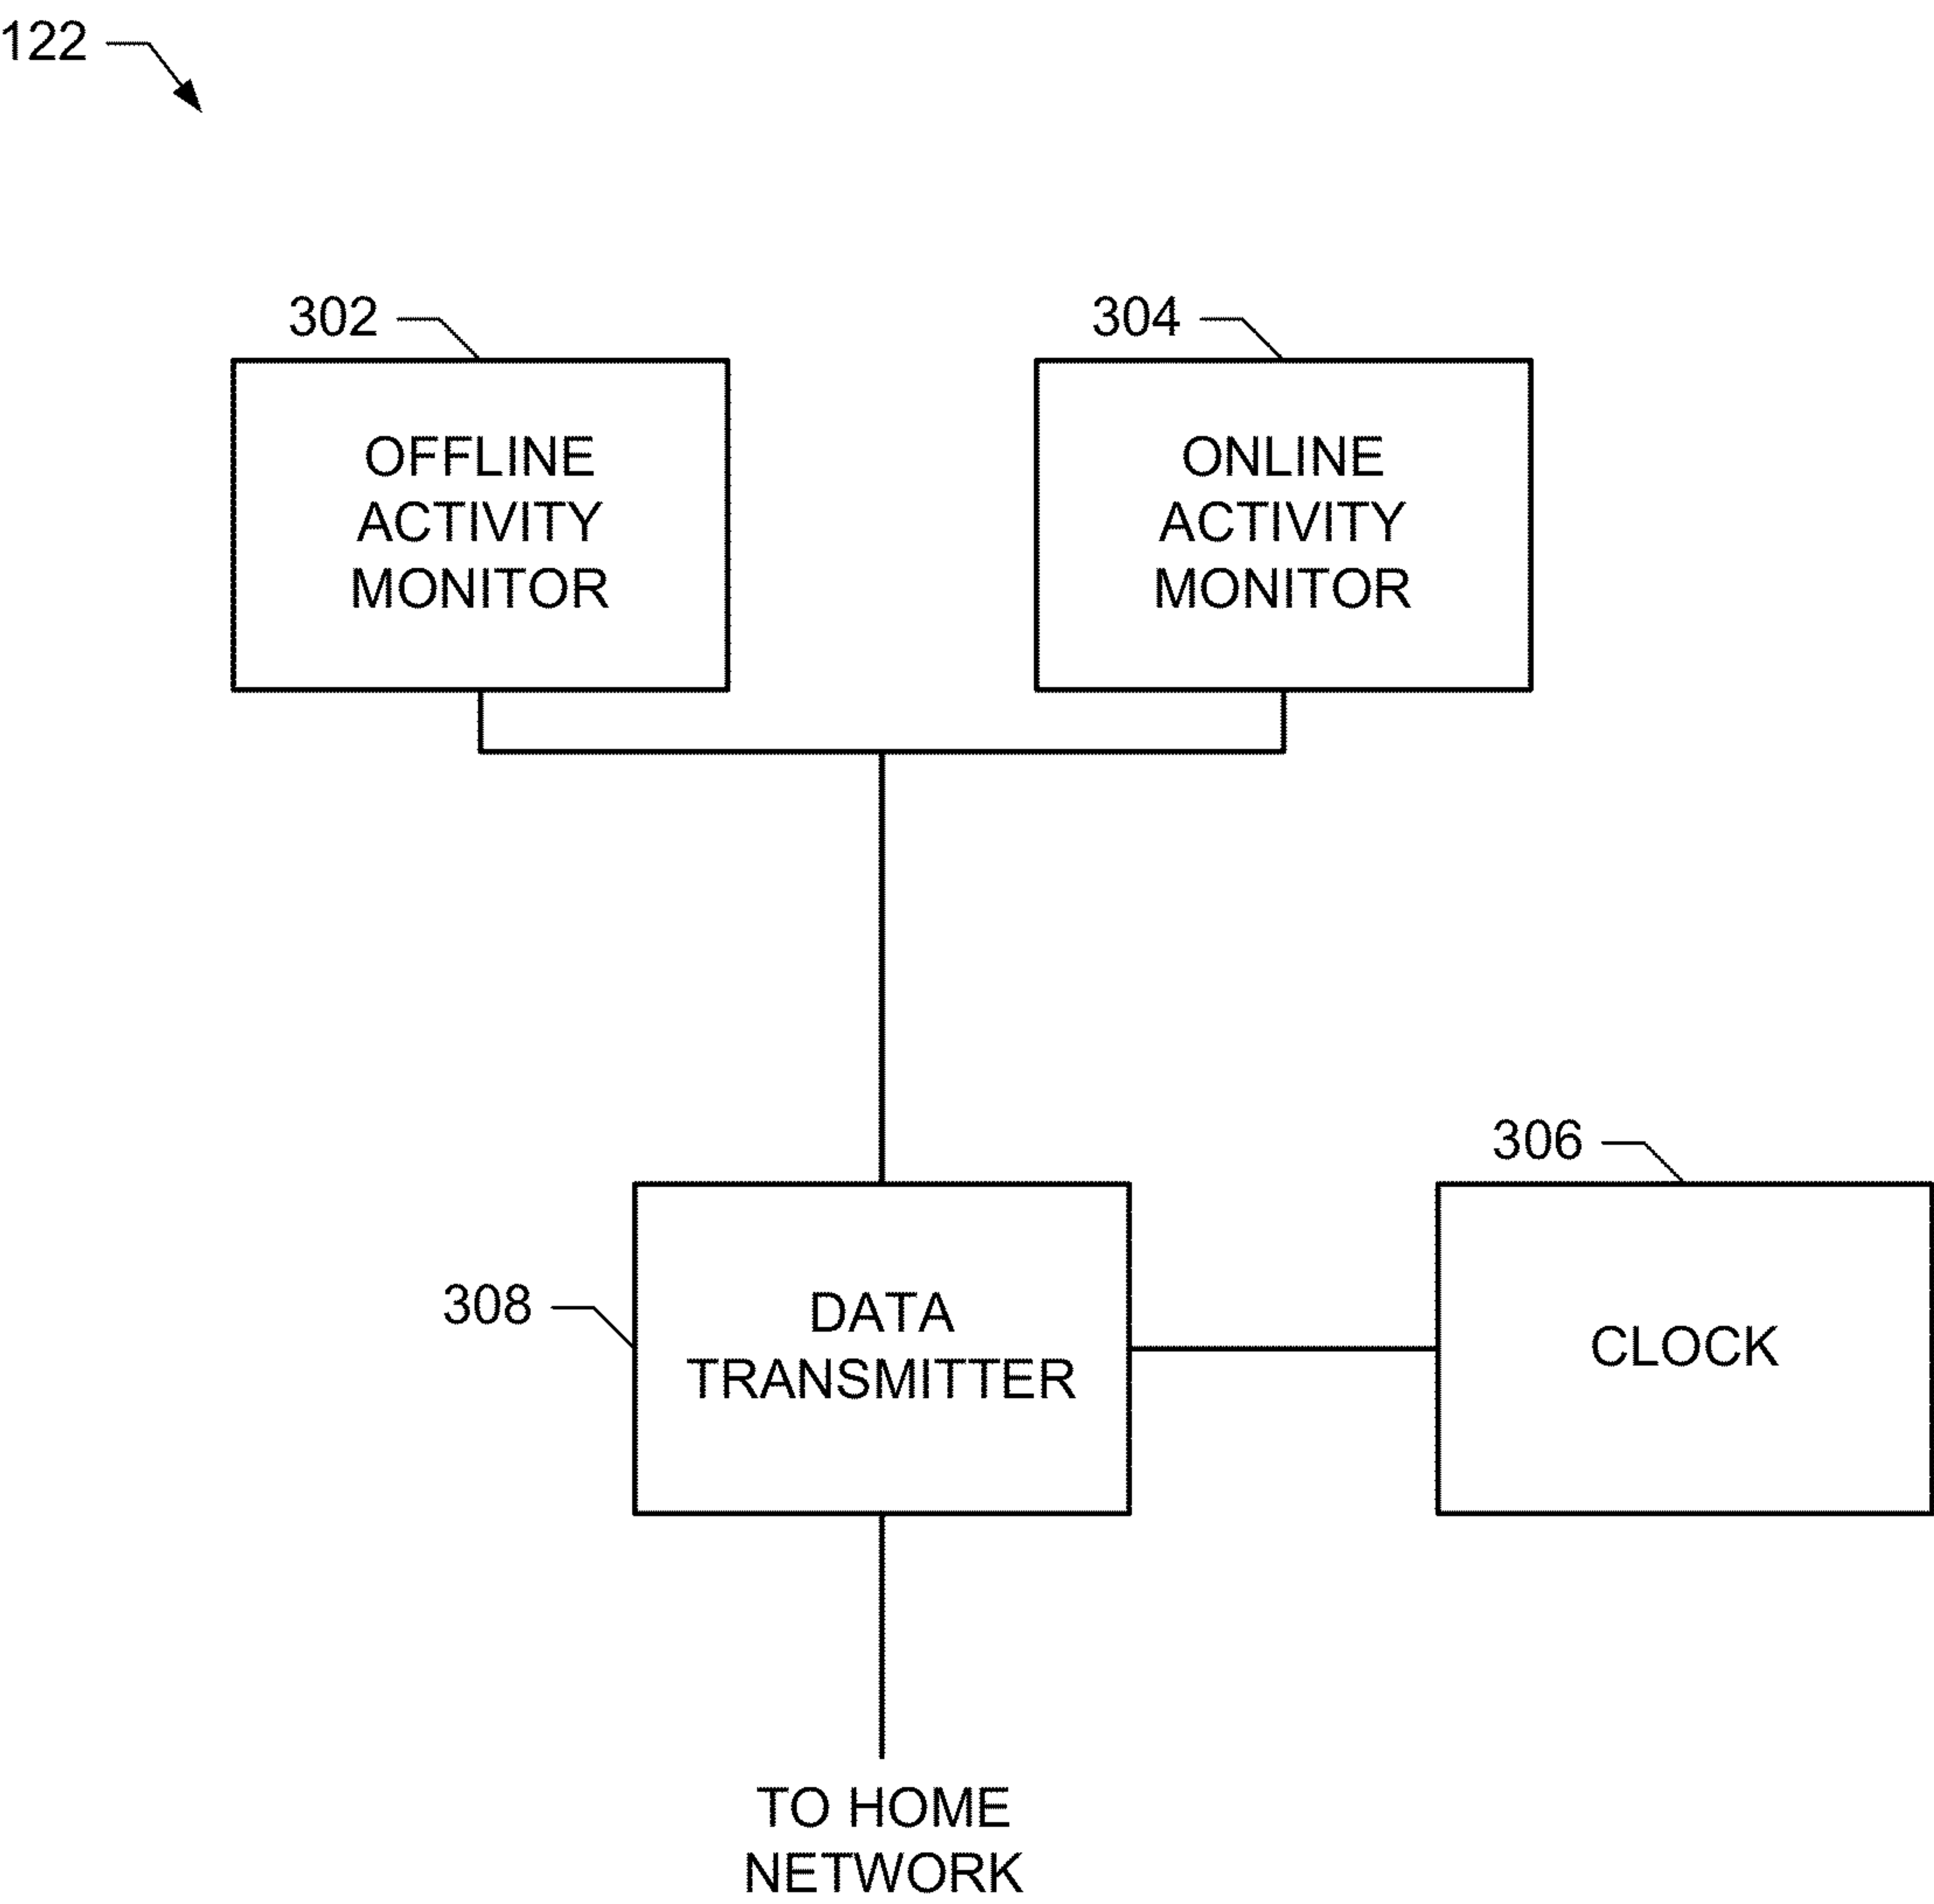 122
302
304
OFFLINE
ACTIVITY
MONITOR
ONLINE
ACTIVITY
MONITOR
306
308
DATA
TRANSMITTER
CLOCK
TO HOME
NETWORK